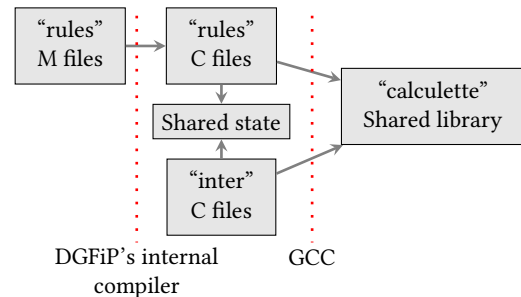 “rules”
M files
“rules”
C files
“calculette”
Shared library
Shared state
“inter”
C files
DGFiP’s internal
compiler
GCC